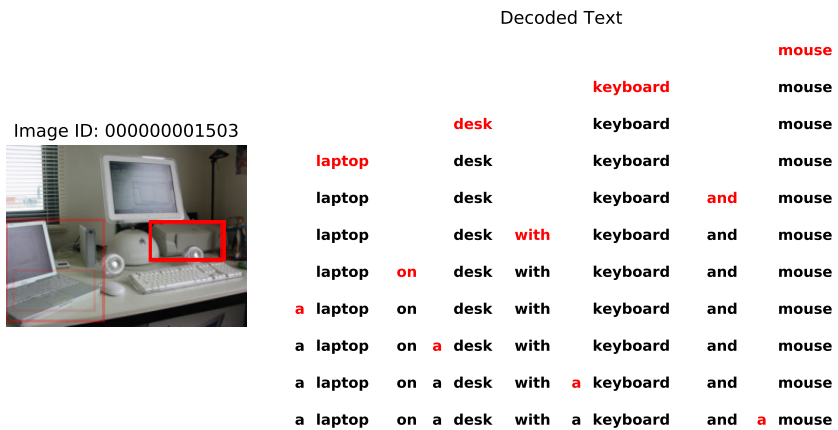 Decoded Text
mouse
keyboard mouse
Image ID: 000000001503
desk keyboard mouse
laptop desk keyboard mouse
laptop desk keyboard and mouse
laptop desk with keyboard and mouse
laptop on desk with keyboard and mouse
a laptop on desk with keyboard and mouse
a laptop on a desk with keyboard and mouse
a laptop on a desk with a keyboard and mouse
a laptop on a desk with a keyboard and a mouse